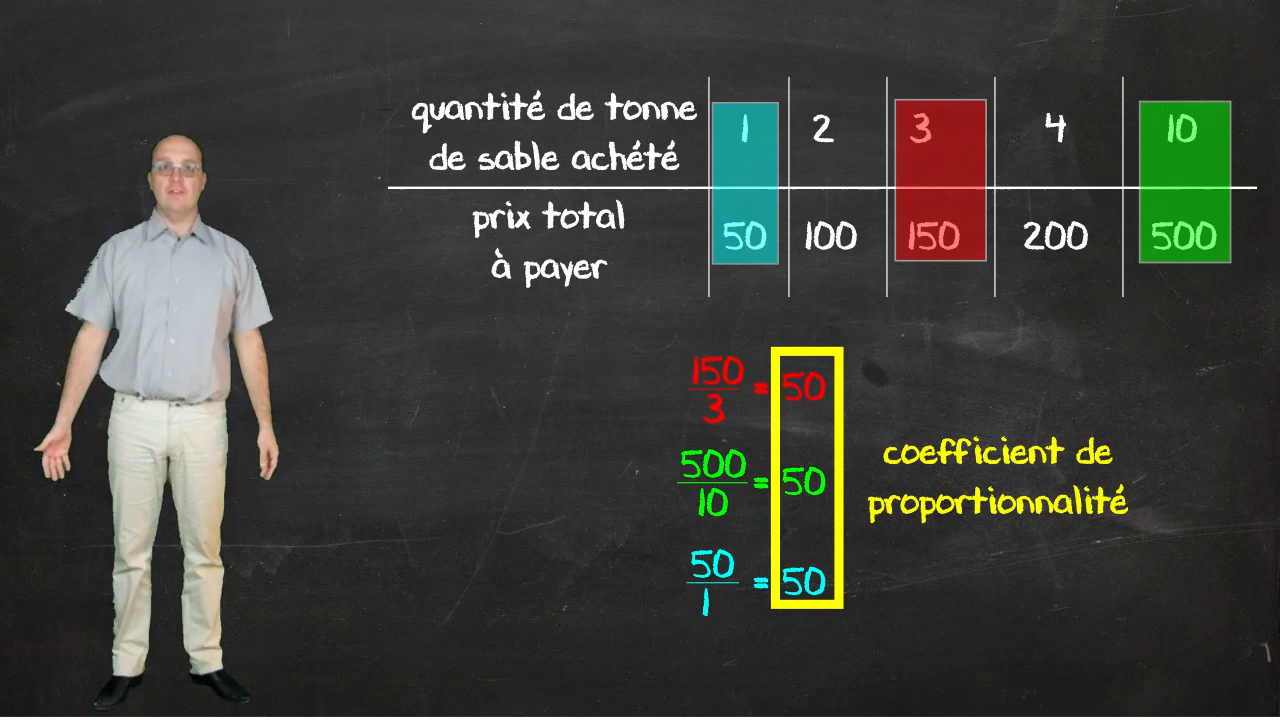 quantité de tonne
de sable achété
1 2 3 4 10
prix total
à payer
50 100 150 200 500
150/3 = 50
500/10 = 50
50/1 = 50
coefficient de
proportionnalité